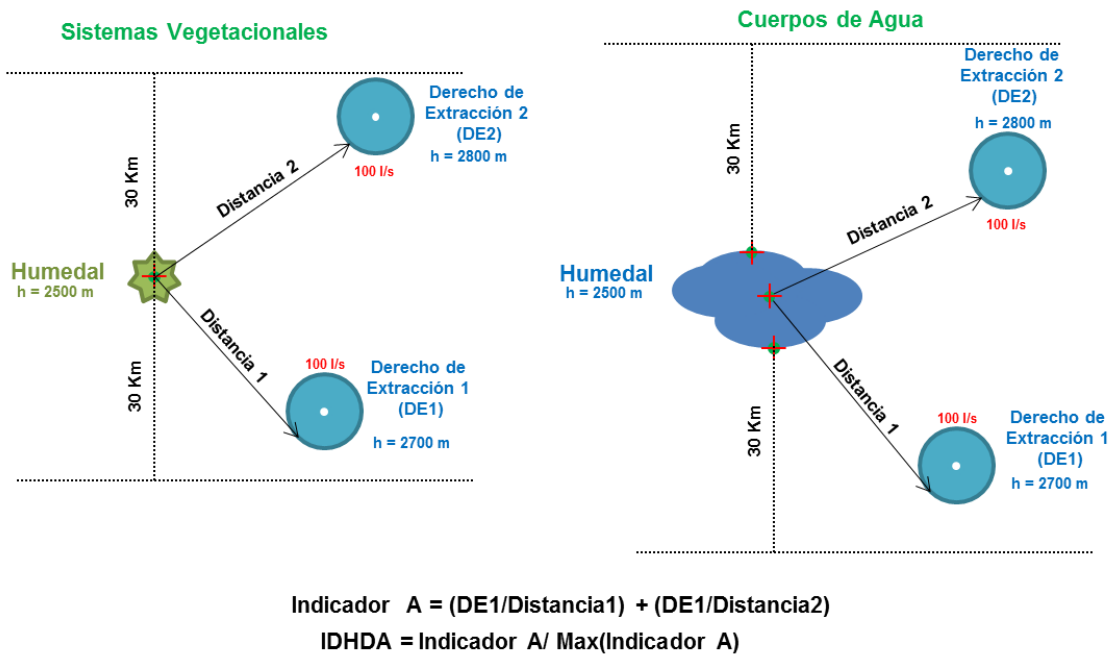 Sistemas Vegetacionales
30 Km
Derecho de
Extracción 2
(DE2)
h = 2800 m
100 l/s
Distancia 2
Humedal
h = 2500 m
Distancia 1
30 Km
100 l/s
Derecho de
Extracción 1
(DE1)
h = 2700 m
Cuerpos de Agua
30 Km
Derecho de
Extracción 2
(DE2)
h = 2800 m
100 l/s
Distancia 2
Humedal
h = 2500 m
Distancia 1
30 Km
100 l/s
Derecho de
Extracción 1
(DE1)
h = 2700 m
Indicador A = (DE1/Distancia1) + (DE1/Distancia2)
IDHDA = Indicador A/ Max(Indicador A)